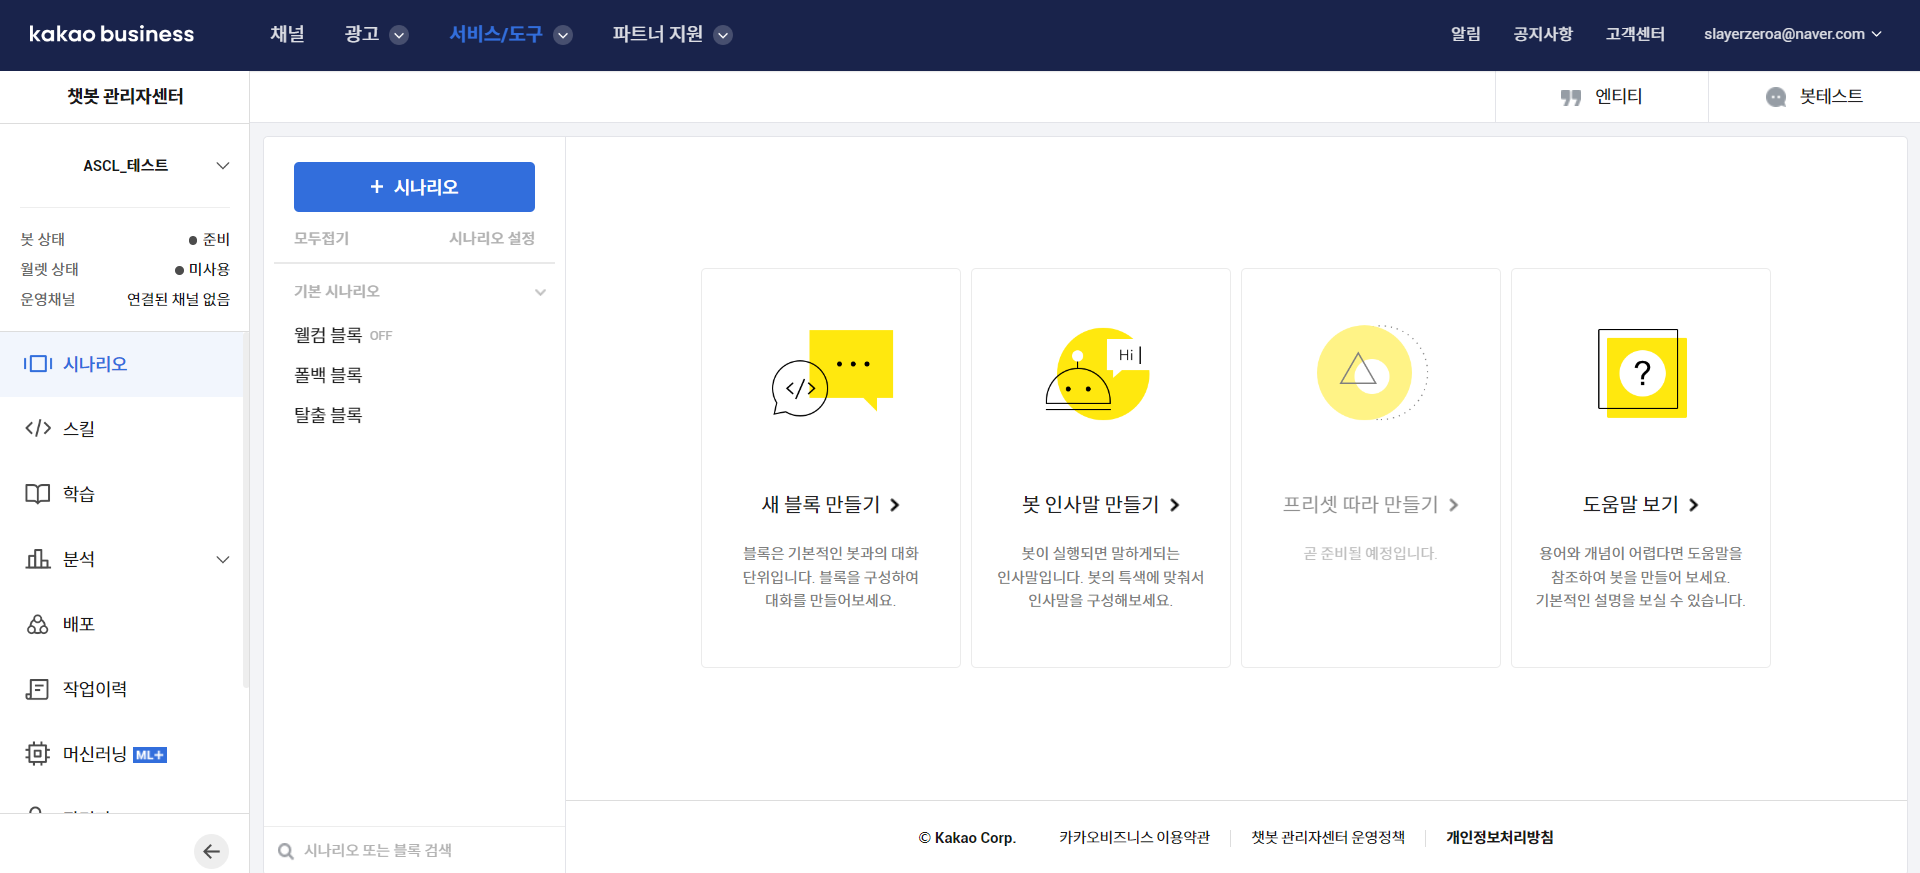 kakao business
채널
광고
서비스/도구
파트너 지원
알림
공지사항
고객센터
slayerzeroa@naver.com
챗봇 관리자센터
엔티티
봇테스트
ASCL_테스트
봇 상태
준비
월렛 상태
미사용
운영채널
연결된 채널 없음
시나리오
스킬
학습
분석
배포
작업이력
머신러닝 ML+
+ 시나리오
모두접기
시나리오 설정
기본 시나리오
웰컴 블록 OFF
폴백 블록
탈출 블록
시나리오 또는 블록 검색
</>
새 블록 만들기
블록은 기본적인 봇과의 대화
단위입니다. 블록을 구성하여
대화를 만들어보세요.
Hi
봇 인사말 만들기
봇이 실행되면 말하게되는
인사말입니다. 봇의 특색에 맞춰서
인사말을 구성해보세요.
프리셋 따라 만들기
곧 준비될 예정입니다.
?
도움말 보기
용어와 개념이 어렵다면 도움말을
참조하여 봇을 만들어 보세요.
기본적인 설명을 보실 수 있습니다.
© Kakao Corp.
카카오비즈니스 이용약관
챗봇 관리자센터 운영정책
개인정보처리방침